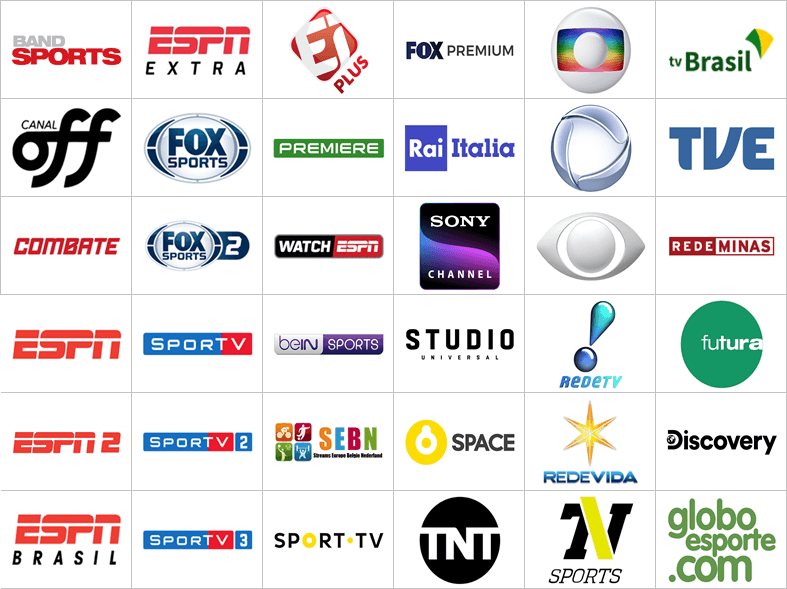 BAND
SPORTS
ESPN
EXTRA
EI
PLUS
FOX PREMIUM
tv Brasil
CANAL
off
FOX
SPORTS
PREMIERE
Rai Italia
TVE
COMBATE
FOX
SPORTS 2
WATCH ESPN
SONY
CHANNEL
REDE MINAS
ESPN
SPORTV
beIN SPORTS
STUDIO
UNIVERSAL
REDETV
futura
ESPN 2
SPORTV 2
SEBN
Streams Europe Belgie Nederland
SPACE
REDEVIDA
Discovery
ESPN
BRASIL
SPORTV 3
SPORT•TV
TNT
N
SPORTS
globo
esporte
.com